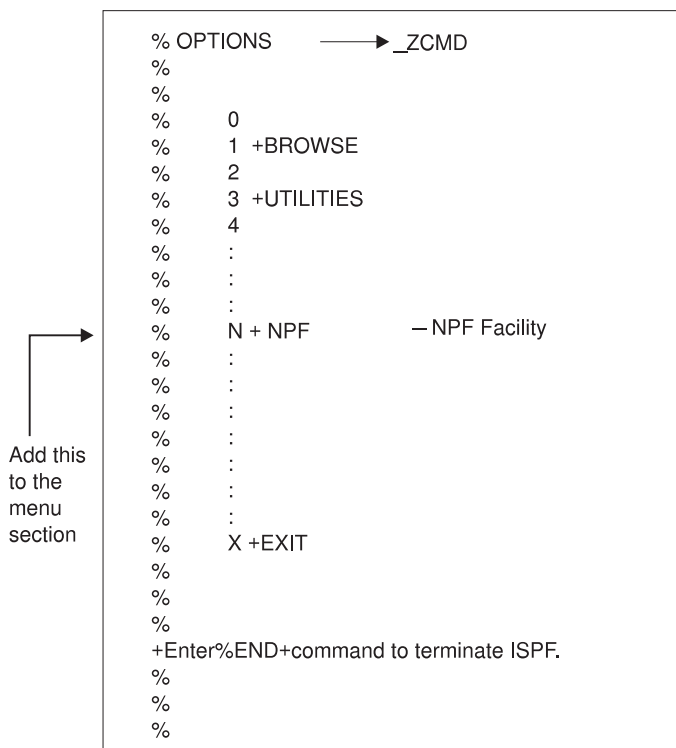 % OPTIONS _ZCMD
%
%
% 0
% 1 +BROWSE
% 2
% 3 +UTILITIES
% 4
% :
% :
% :
% N + NPF – NPF Facility
% :
% :
% :
% :
% :
% :
% :
% X +EXIT
%
%
%
+Enter%END+command to terminate ISPF.
%
%
%
Add this
to the
menu
section